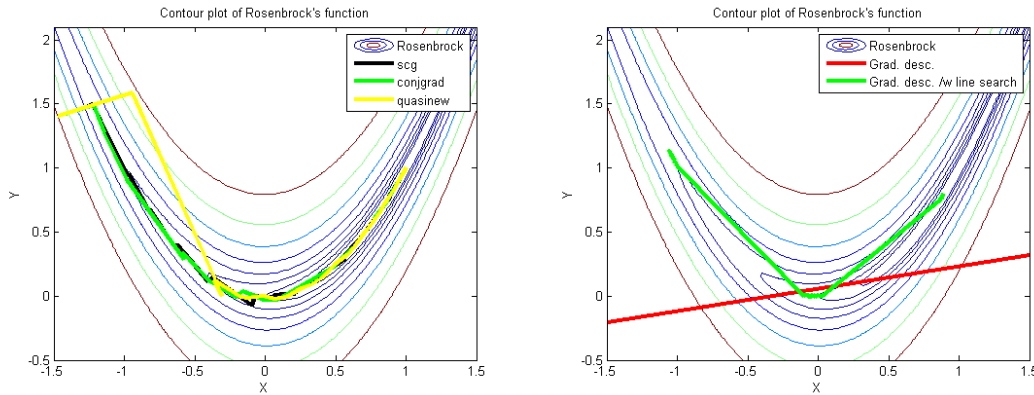 Contour plot of Rosenbrock's function
2
1.5
1
0.5
0
-0.5
Y
-1.5 -1 -0.5 0 0.5 1 1.5
X
Rosenbrock
scg
conjgrad
quasinew
Contour plot of Rosenbrock's function
2
1.5
1
0.5
0
-0.5
Y
-1.5 -1 -0.5 0 0.5 1 1.5
X
Rosenbrock
Grad. desc.
Grad. desc. /w line search